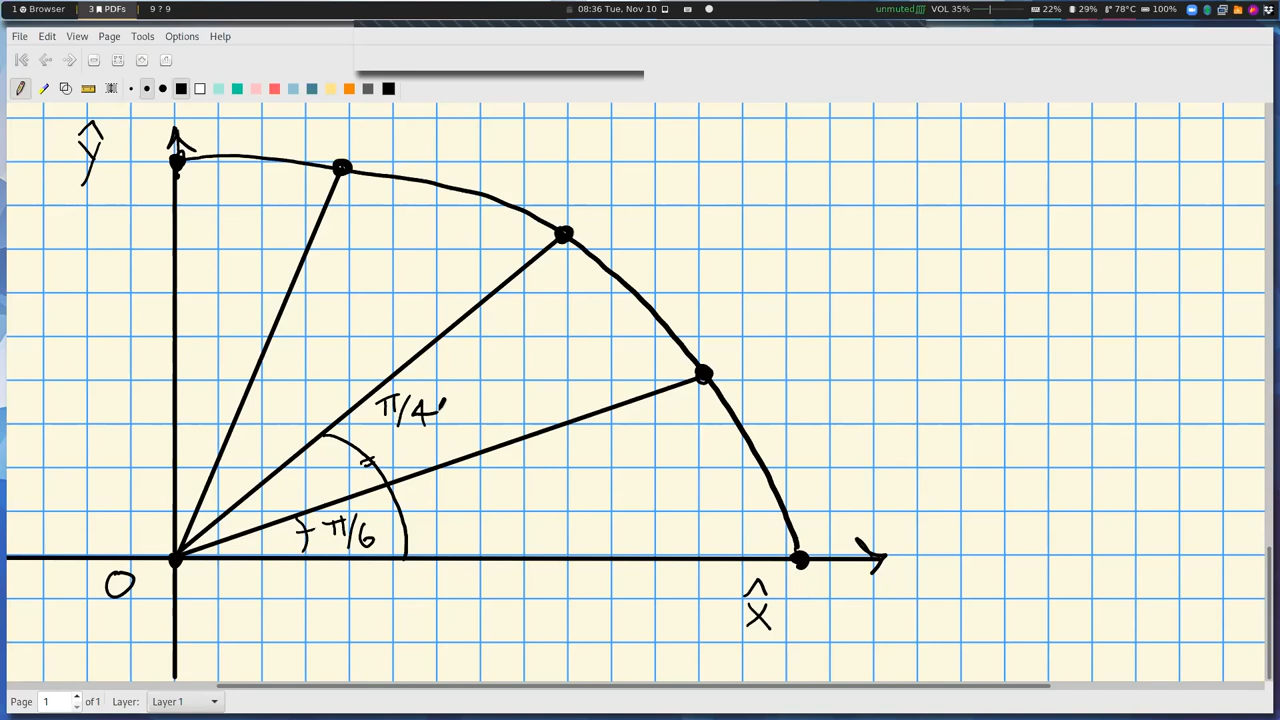 1 Browser 3 PDFs 9 ? 9 08:36 Tue, Nov 10 unmuted VOL 35% 22% 29% 78°C 100%
File Edit View Page Tools Options Help
ŷ
π/4
π/6
O
x̂
Page 1 of 1 Layer: Layer 1